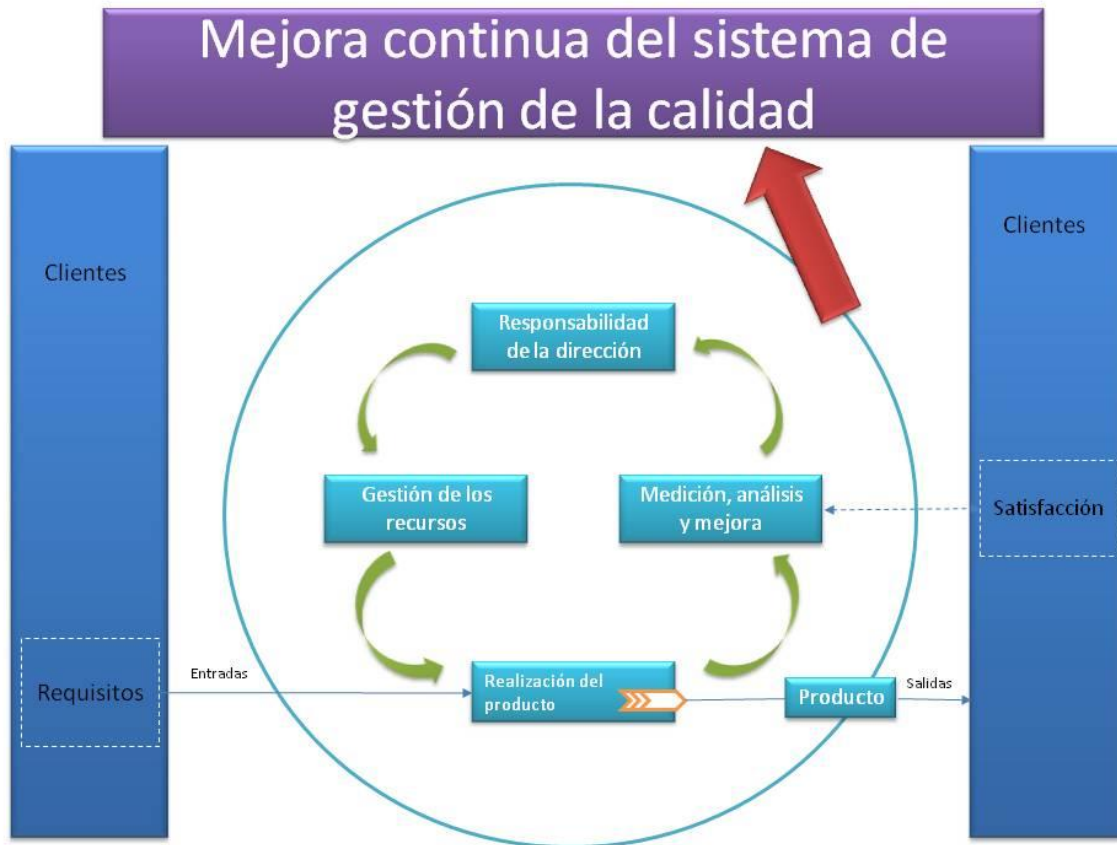 Mejora continua del sistema de
gestión de la calidad
Clientes
Clientes
Responsabilidad
de la dirección
Gestión de los
recursos
Medición, análisis
y mejora
Satisfacción
Requisitos
Entradas
Realización del
producto
Producto
Salidas